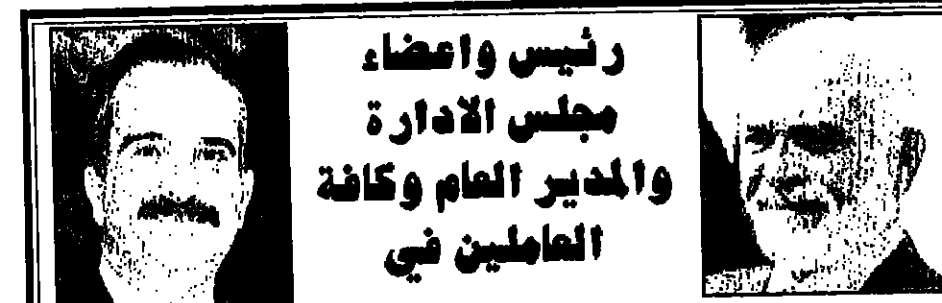 رئيس واعضاء
مجلس الادارة
والمدير العام وكافة
العاملين في